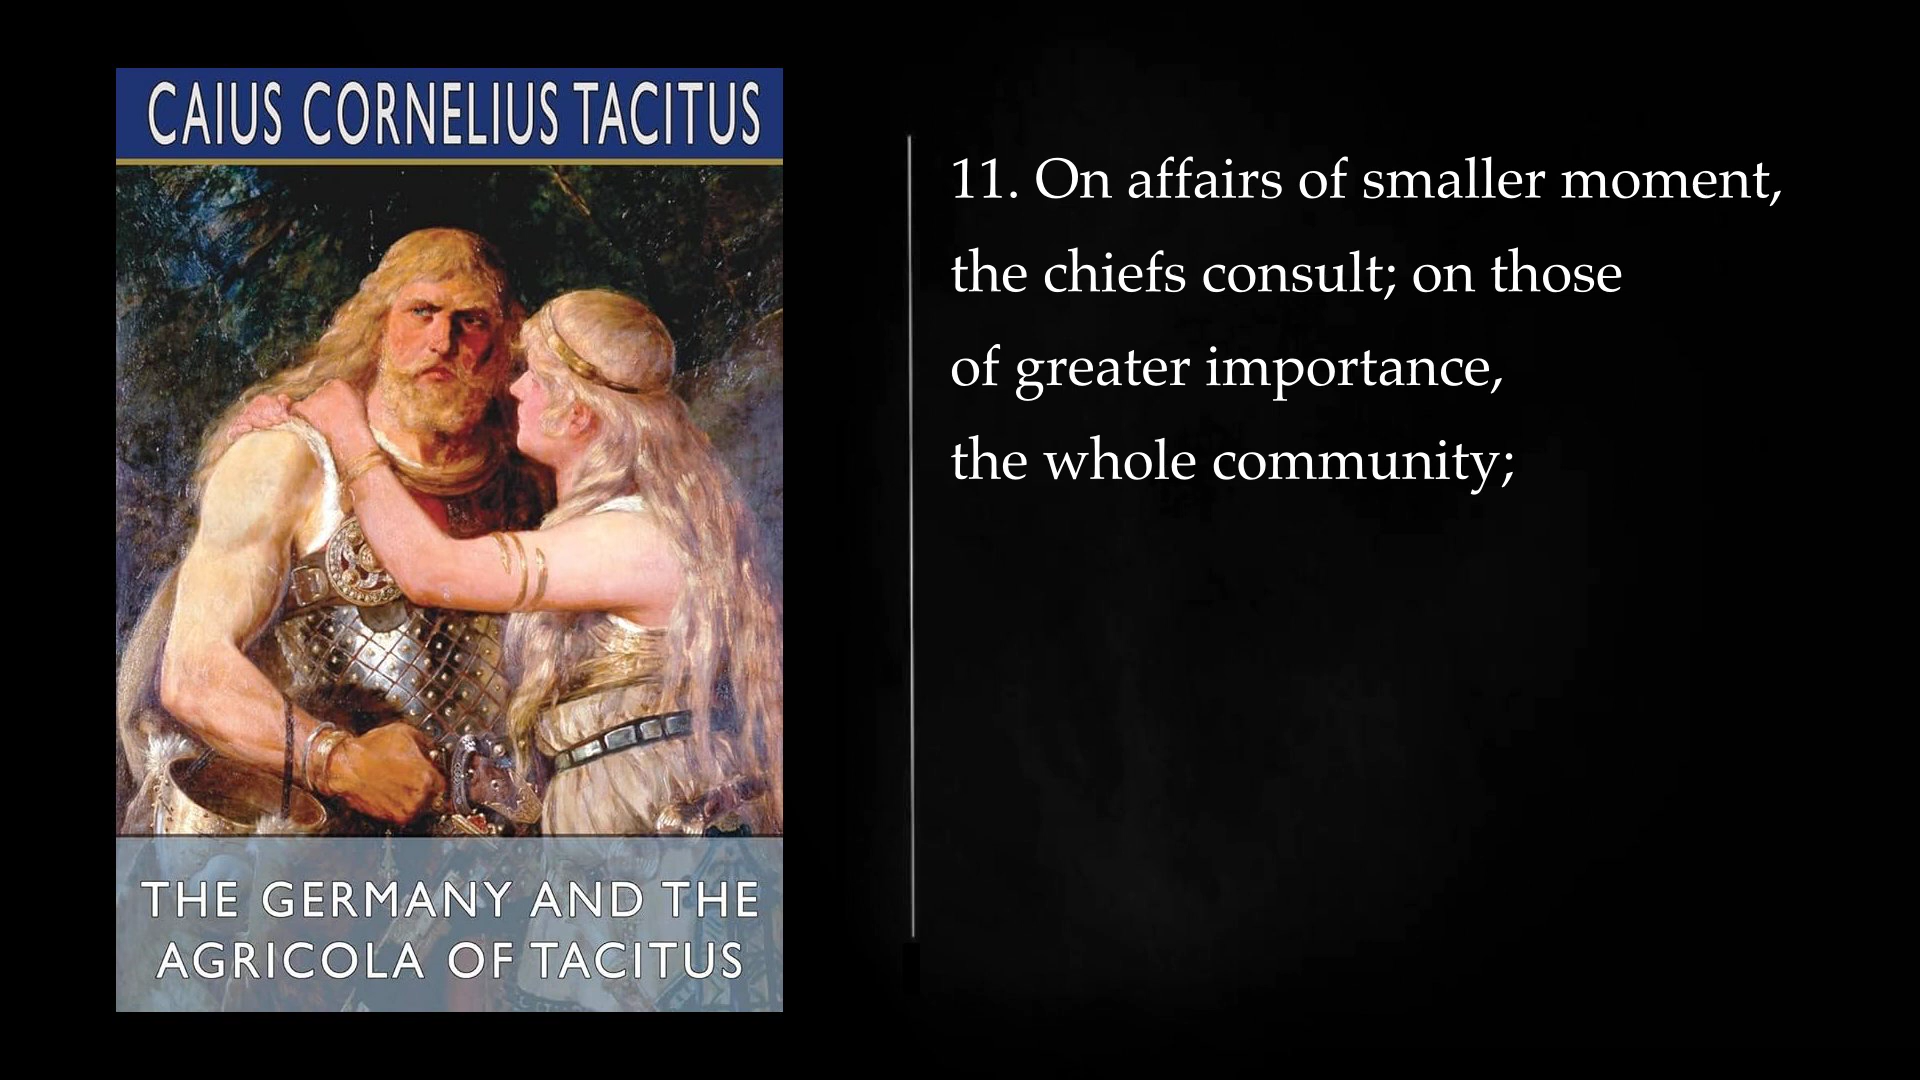 CAIUS CORNELIUS TACITUS
THE GERMANY AND THE
AGRICOLA OF TACITUS
11. On affairs of smaller moment,
the chiefs consult; on those
of greater importance,
the whole community;